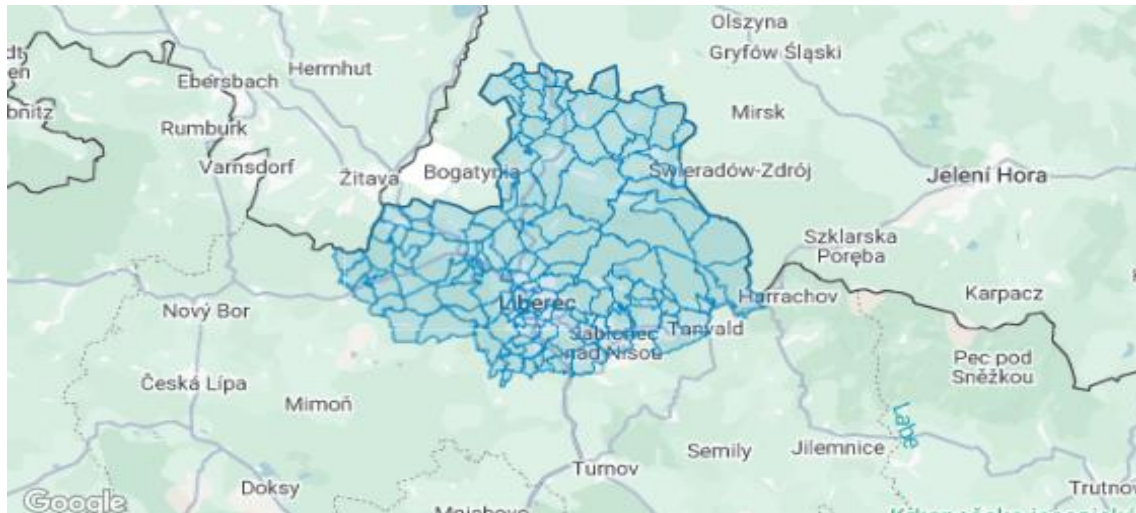 Olszyna
Gryfów Śląski
Herrnhut
Ebersbach
Mirsk
Rumburk
Varnsdorf
Žitava
Bogatynia
Świeradów-Zdrój
Jelení Hora
Szklarska
Poręba
Harrachov
Karpacz
Nový Bor
Liberec
Jablonec
nad Nisou
Tanvald
Pec pod
Sněžkou
Česká Lípa
Mimoň
Labe
Semily
Jilemnice
Turnov
Doksy
Trutnov
Google